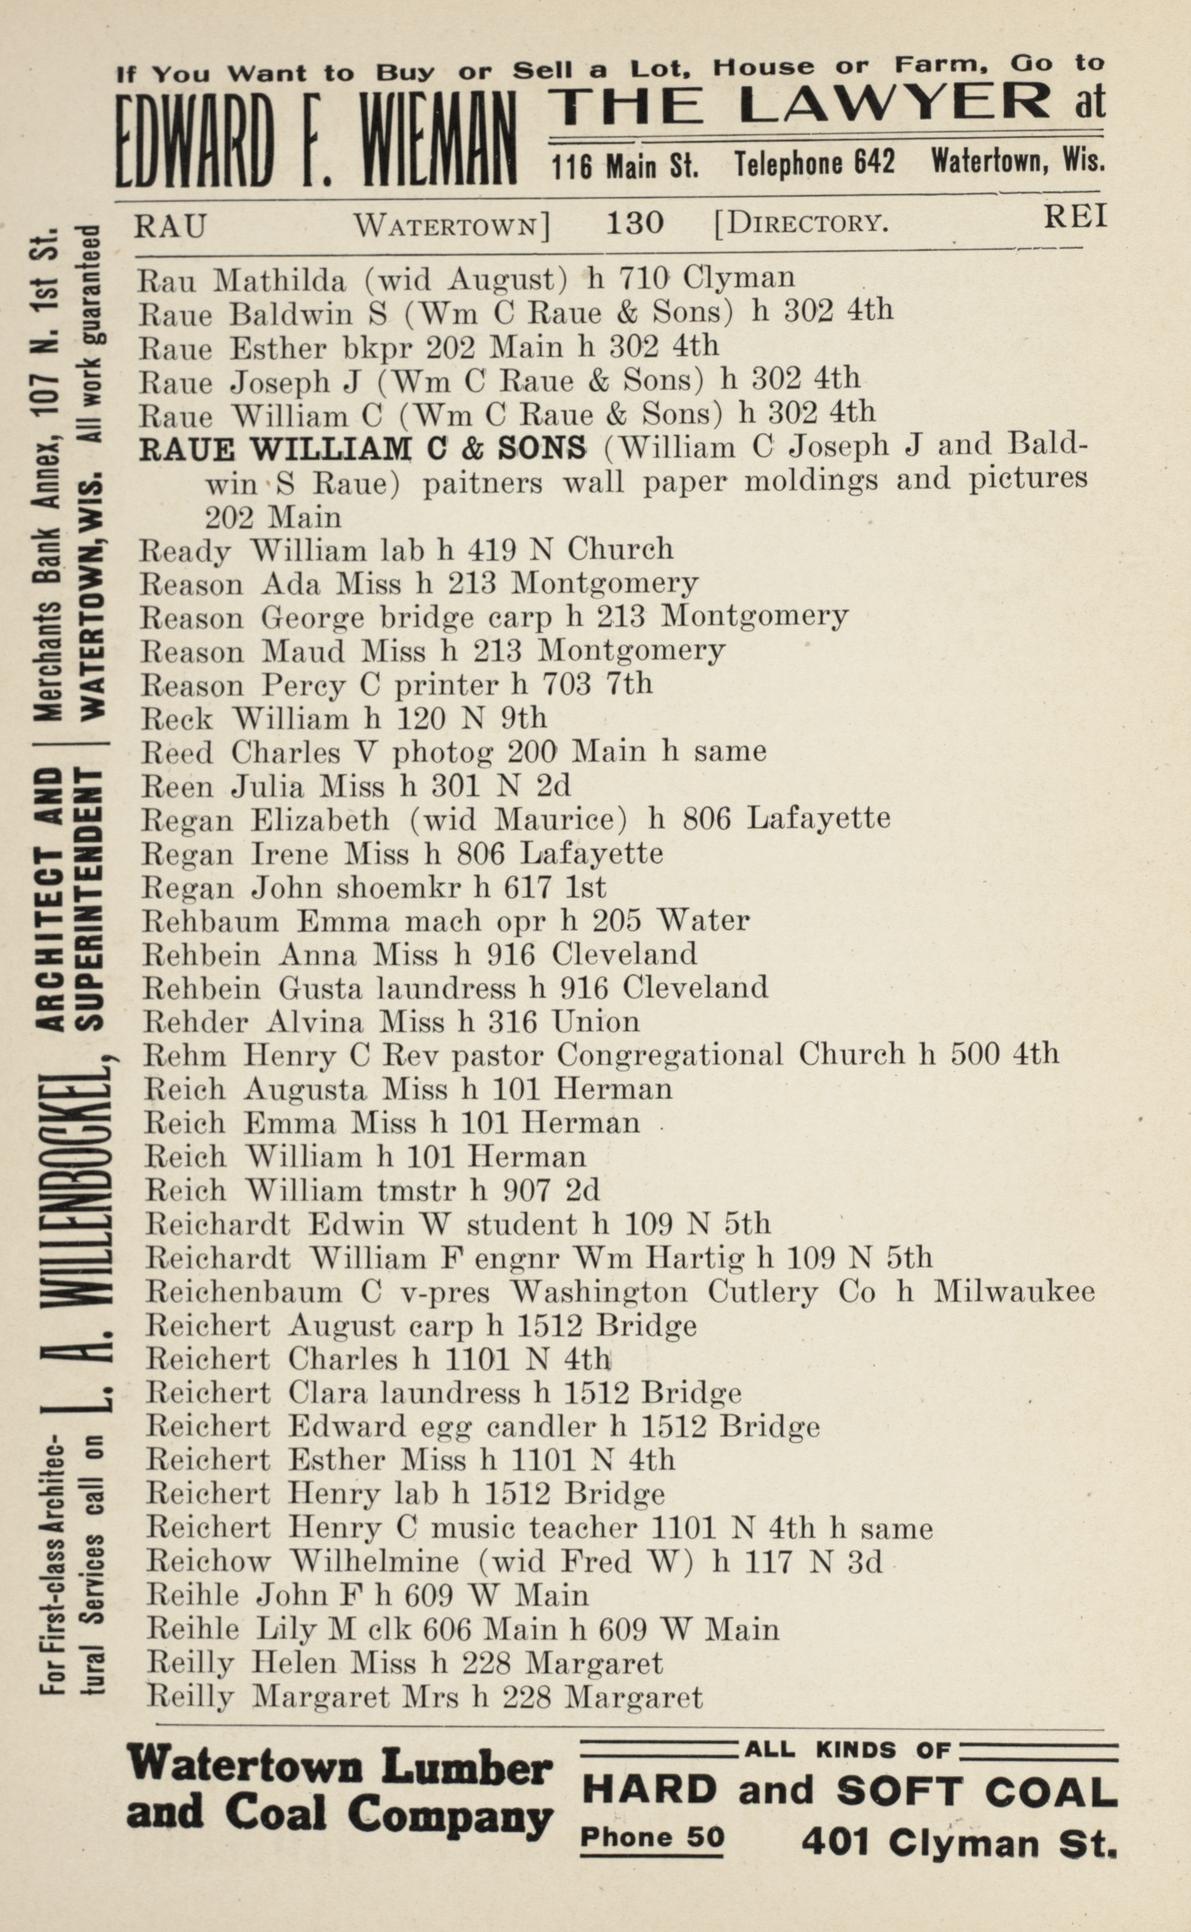 If You Want to Buy or Sell a Lot, House or Farm, Go to
EDWARD F. WIEMAN THE LAWYER at
116 Main St. Telephone 642 Watertown, Wis.
RAU WATERTOWN] 130 [DIRECTORY. REI
Rau Mathilda (wid August) h 710 Clyman
Raue Baldwin S (Wm C Raue & Sons) h 302 4th
Raue Esther bkpr 202 Main h 302 4th
Raue Joseph J (Wm C Raue & Sons) h 302 4th
Raue William C (Wm C Raue & Sons) h 302 4th
RAUE WILLIAM C & SONS (William C Joseph J and Bald-
win S Raue) paitners wall paper moldings and pictures
202 Main
Ready William lab h 419 N Church
Reason Ada Miss h 213 Montgomery
Reason George bridge carp h 213 Montgomery
Reason Maud Miss h 213 Montgomery
Reason Percy C printer h 703 7th
Reck William h 120 N 9th
Reed Charles V photog 200 Main h same
Reen Julia Miss h 301 N 2d
Regan Elizabeth (wid Maurice) h 806 Lafayette
Regan Irene Miss h 806 Lafayette
Regan John shoemkr h 617 1st
Rehbaum Emma mach opr h 205 Water
Rehbein Anna Miss h 916 Cleveland
Rehbein Gusta laundress h 916 Cleveland
Rehder Alvina Miss h 316 Union
Rehm Henry C Rev pastor Congregational Church h 500 4th
Reich Augusta Miss h 101 Herman
Reich Emma Miss h 101 Herman
Reich William h 101 Herman
Reich William tmstr h 907 2d
Reichardt Edwin W student h 109 N 5th
Reichardt William F engnr Wm Hartig h 109 N 5th
Reichenbaum C v-pres Washington Cutlery Co h Milwaukee
Reichert August carp h 1512 Bridge
Reichert Charles h 1101 N 4th
Reichert Clara laundress h 1512 Bridge
Reichert Edward egg candler h 1512 Bridge
Reichert Esther Miss h 1101 N 4th
Reichert Henry lab h 1512 Bridge
Reichert Henry C music teacher 1101 N 4th h same
Reichow Wilhelmine (wid Fred W) h 117 N 3d
Reihle John F h 609 W Main
Reihle Lily M clk 606 Main h 609 W Main
Reilly Helen Miss h 228 Margaret
Reilly Margaret Mrs h 228 Margaret
For First-class Architec-
tural Services call on L. A. WILLENBOCKEL,
ARCHITECT AND
SUPERINTENDENT
Merchants Bank Annex, 107 N. 1st St.
WATERTOWN, WIS. All work guaranteed
Watertown Lumber
and Coal Company
ALL KINDS OF
HARD and SOFT COAL
Phone 50 401 Clyman St.